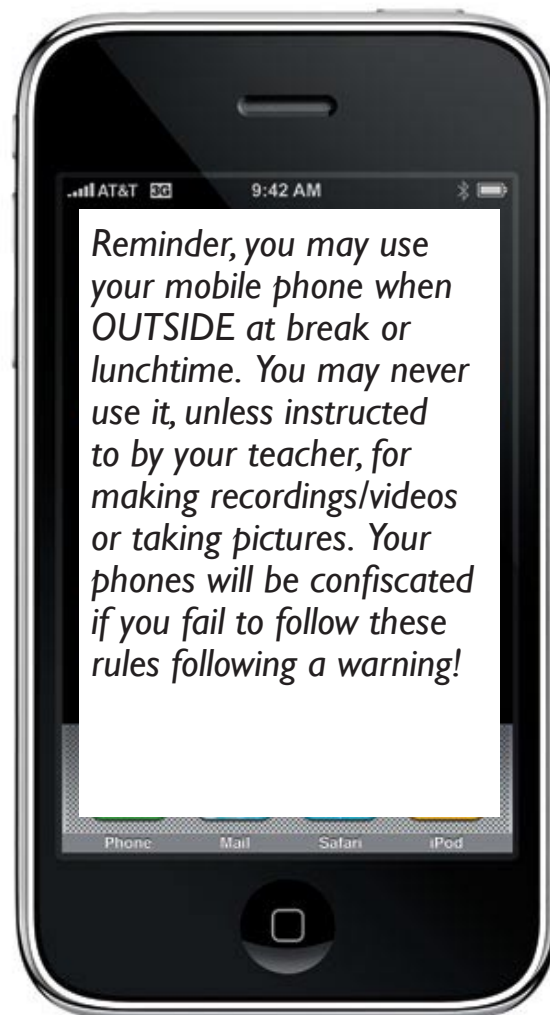 AT&T 3G 9:42 AM
Reminder, you may use
your mobile phone when
OUTSIDE at break or
lunchtime. You may never
use it, unless instructed
to by your teacher, for
making recordings/videos
or taking pictures. Your
phones will be confiscated
if you fail to follow these
rules following a warning!
Phone Mail Safari iPod